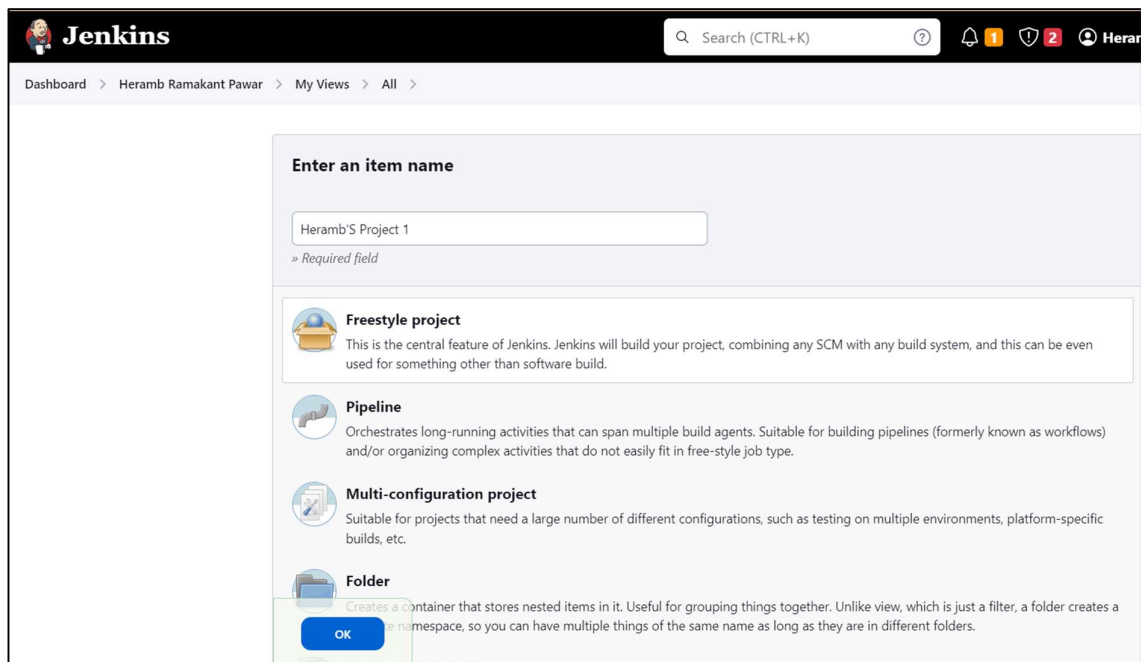 Jenkins
Search (CTRL+K)
?
1
2
Heram
Dashboard > Heramb Ramakant Pawar > My Views > All >
Enter an item name
Heramb'S Project 1
» Required field
Freestyle project
This is the central feature of Jenkins. Jenkins will build your project, combining any SCM with any build system, and this can be even
used for something other than software build.
Pipeline
Orchestrates long-running activities that can span multiple build agents. Suitable for building pipelines (formerly known as workflows)
and/or organizing complex activities that do not easily fit in free-style job type.
Multi-configuration project
Suitable for projects that need a large number of different configurations, such as testing on multiple environments, platform-specific
builds, etc.
Folder
Creates a container that stores nested items in it. Useful for grouping things together. Unlike view, which is just a filter, a folder creates a
namespace, so you can have multiple things of the same name as long as they are in different folders.
OK